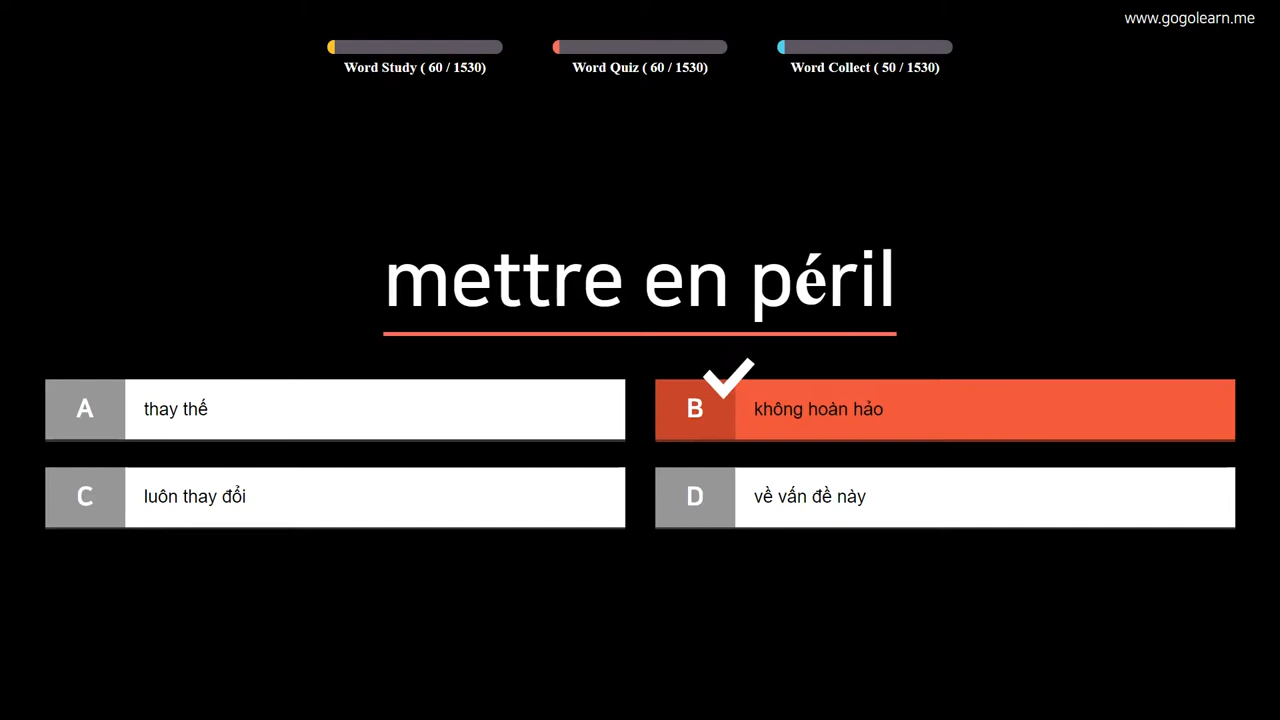 www.gogolearn.me
Word Study ( 60 / 1530)
Word Quiz ( 60 / 1530)
Word Collect ( 50 / 1530)
mettre en péril
A thay thế
B không hoàn hảo
C luôn thay đổi
D về vấn đề này